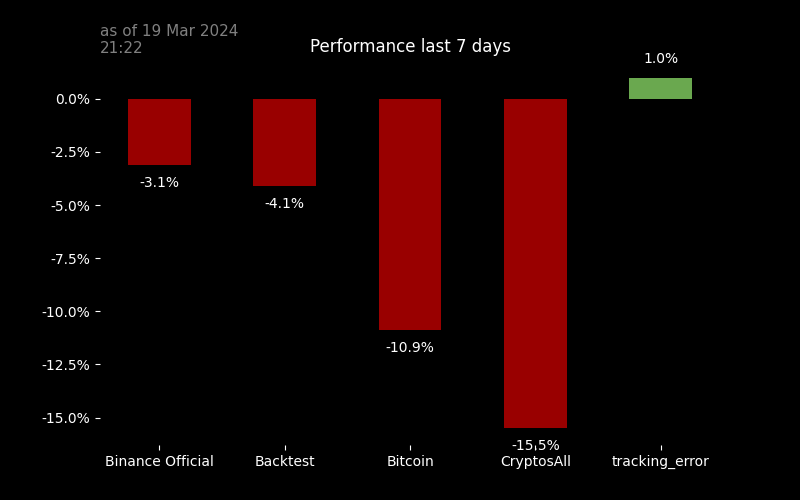 as of 19 Mar 2024
21:22
Performance last 7 days
1.0%
0.0%
-2.5%
-5.0%
-7.5%
-10.0%
-12.5%
-15.0%
-3.1%
-4.1%
-10.9%
-15.5%
Binance Official
Backtest
Bitcoin
CryptosAll
tracking_error